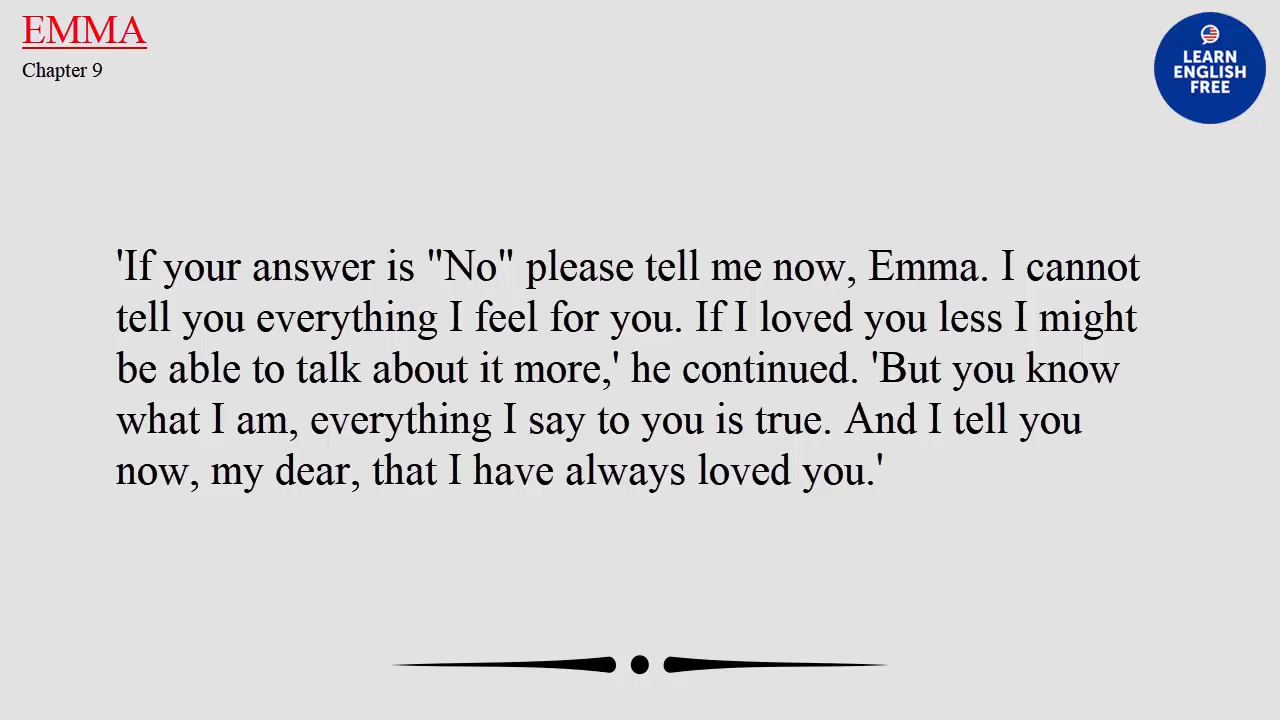 EMMA
Chapter 9
LEARN
ENGLISH
FREE
'If your answer is "No" please tell me now, Emma. I cannot
tell you everything I feel for you. If I loved you less I might
be able to talk about it more,' he continued. 'But you know
what I am, everything I say to you is true. And I tell you
now, my dear, that I have always loved you.'